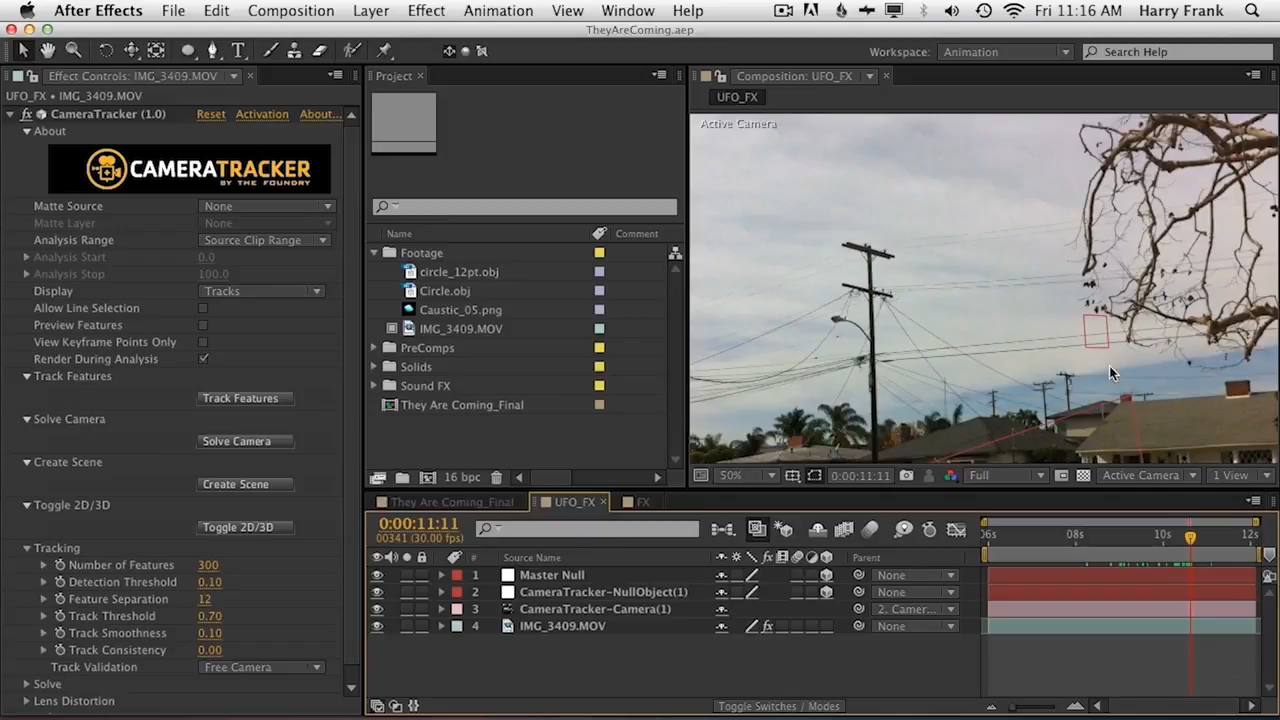 After Effects File Edit Composition Layer Effect Animation View Window Help Fri 11:16 AM Harry Frank
TheyAreComing.aep
Workspace: Animation Search Help
Effect Controls: IMG_3409.MOV
Project
Composition: UFO_FX
UFO_FX • IMG_3409.MOV
UFO_FX
CameraTracker (1.0) Reset Activation About...
Active Camera
About
CAMERATRACKER
BY THE FOUNDRY
Matte Source None
Matte Layer None
Analysis Range Source Clip Range
Analysis Start 0.0
Analysis Stop 100.0
Display Tracks
Allow Line Selection
Preview Features
View Keyframe Points Only
Render During Analysis
Track Features
Track Features
Solve Camera
Solve Camera
Create Scene
Create Scene
Toggle 2D/3D
Toggle 2D/3D
Tracking
Number of Features 300
Detection Threshold 0.10
Feature Separation 12
Track Threshold 0.70
Track Smoothness 0.10
Track Consistency 0.00
Track Validation Free Camera
Solve
Lens Distortion
Name Comment
Footage
circle_12pt.obj
Circle.obj
Caustic_05.png
IMG_3409.MOV
PreComps
Solids
Sound FX
They Are Coming_Final
16 bpc
50% 0:00:11:11 Full Active Camera 1 View
They Are Coming_Final UFO_FX FX
0:00:11:11
00341 (30.00 fps)
06s 08s 10s 12s
# Source Name Parent
1 Master Null None
2 CameraTracker-NullObject(1) None
3 CameraTracker-Camera(1) 2. Camer...
4 IMG_3409.MOV None
Toggle Switches / Modes